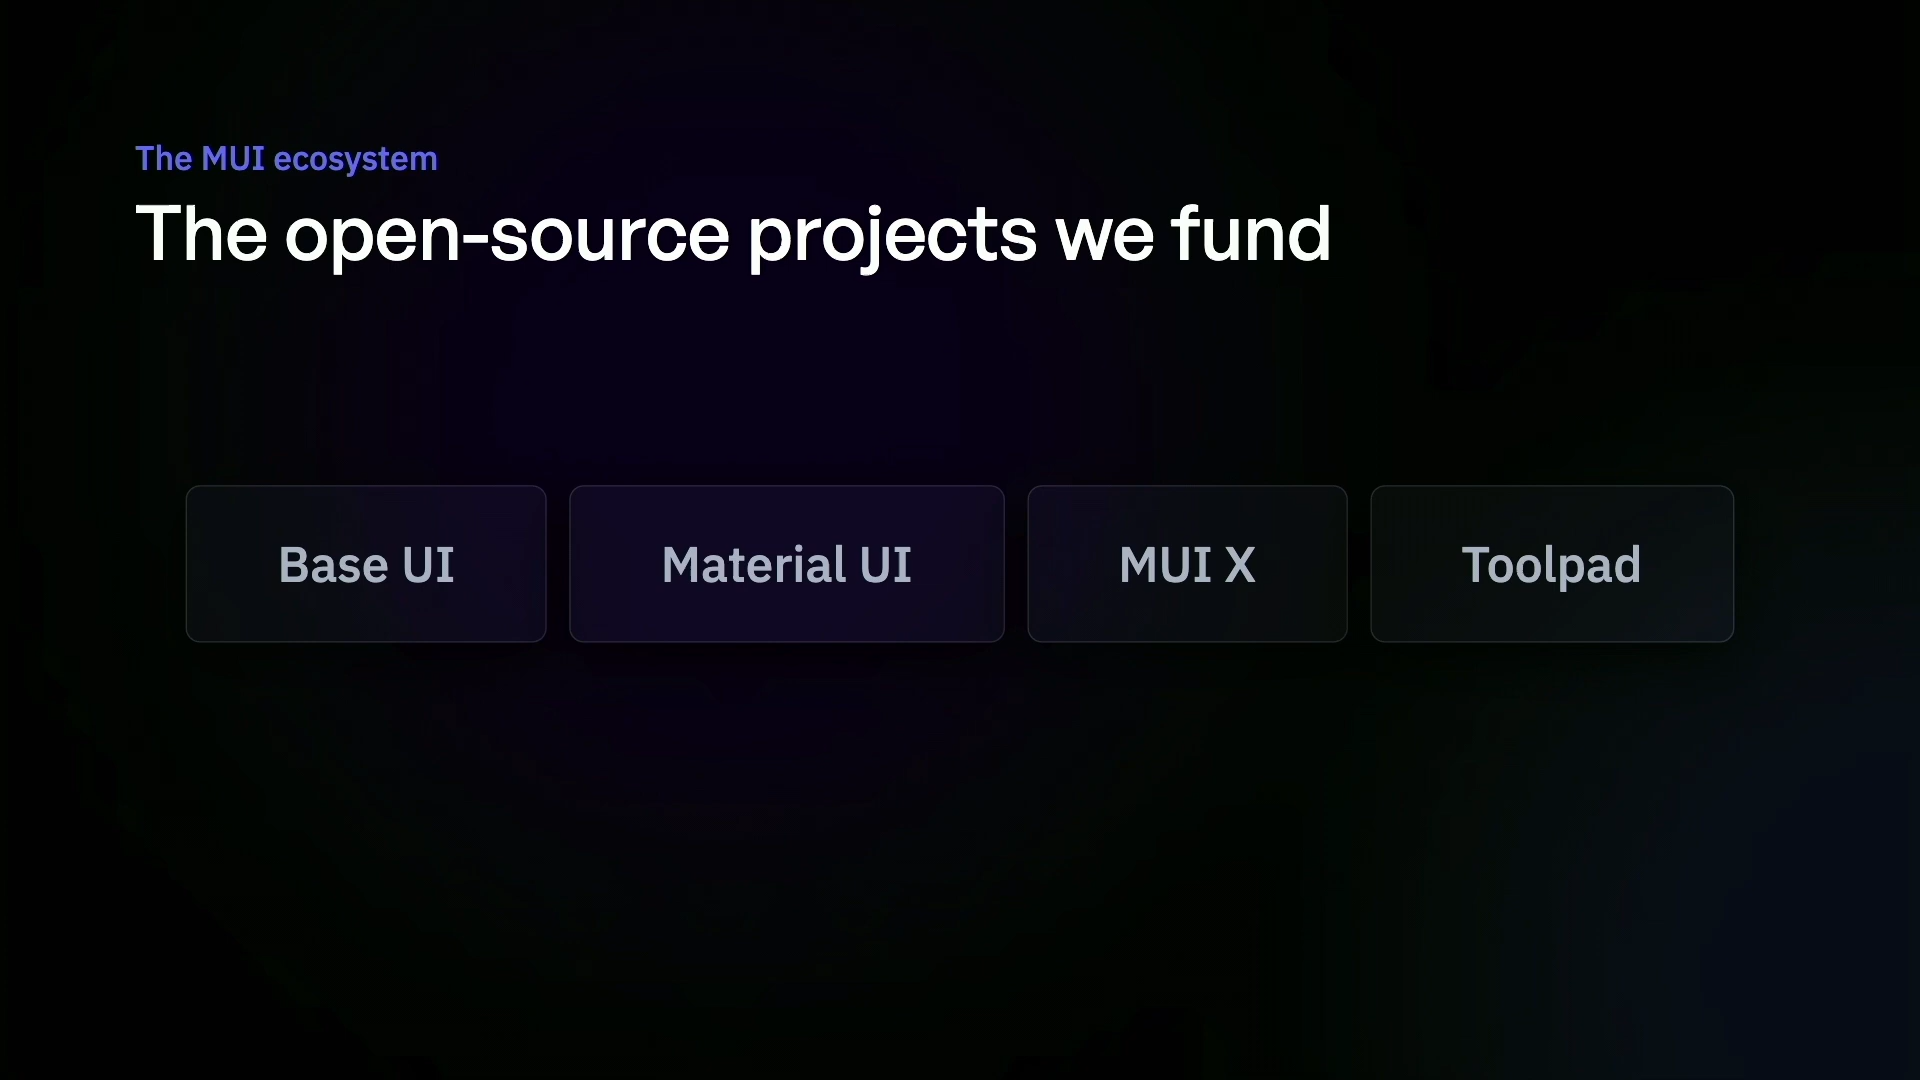 The MUI ecosystem
The open-source projects we fund
Base UI
Material UI
MUI X
Toolpad